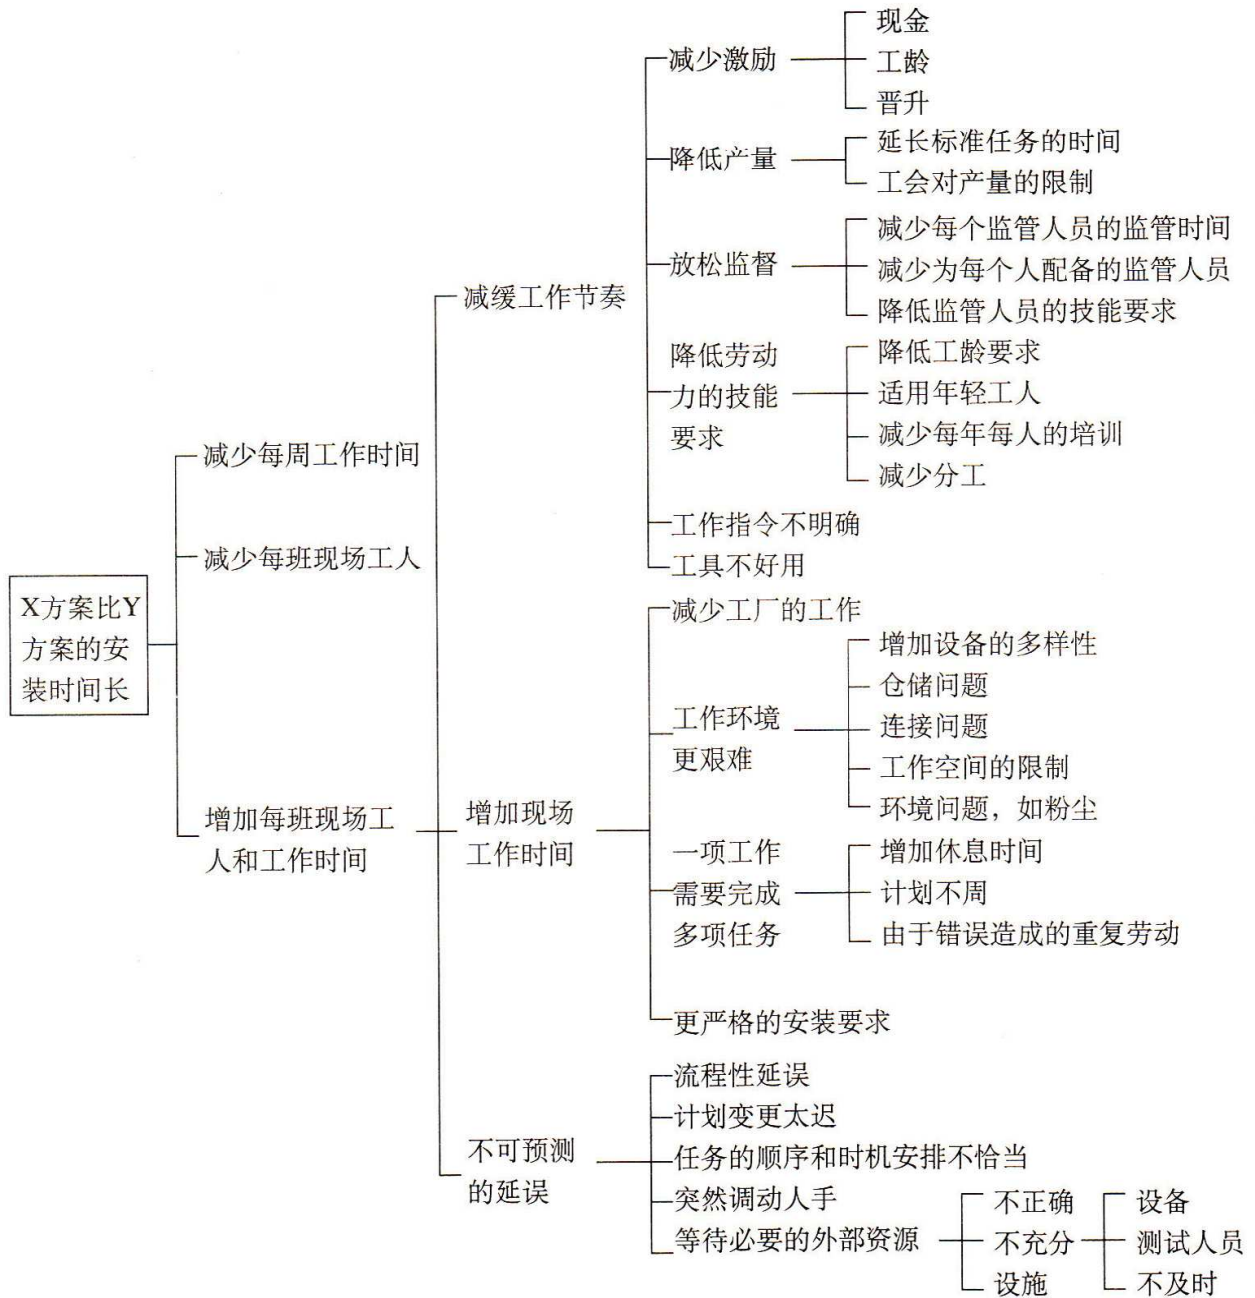 X方案比Y
方案的安
装时间长
减少每周工作时间
减少每班现场工人
增加每班现场工
人和工作时间
减缓工作节奏
减少激励
现金
工龄
晋升
降低产量
延长标准任务的时间
工会对产量的限制
放松监督
减少每个监管人员的监管时间
减少为每个人配备的监管人员
降低监管人员的技能要求
降低劳动
力的技能
要求
降低工龄要求
适用年轻工人
减少每年每人的培训
减少分工
工作指令不明确
工具不好用
增加现场
工作时间
减少工厂的工作
工作环境
更艰难
增加设备的多样性
仓储问题
连接问题
工作空间的限制
环境问题，如粉尘
一项工作
需要完成
多项任务
增加休息时间
计划不周
由于错误造成的重复劳动
更严格的安装要求
不可预测
的延误
流程性延误
计划变更太迟
任务的顺序和时机安排不恰当
突然调动人手
等待必要的外部资源
不正确
不充分
设施
设备
测试人员
不及时